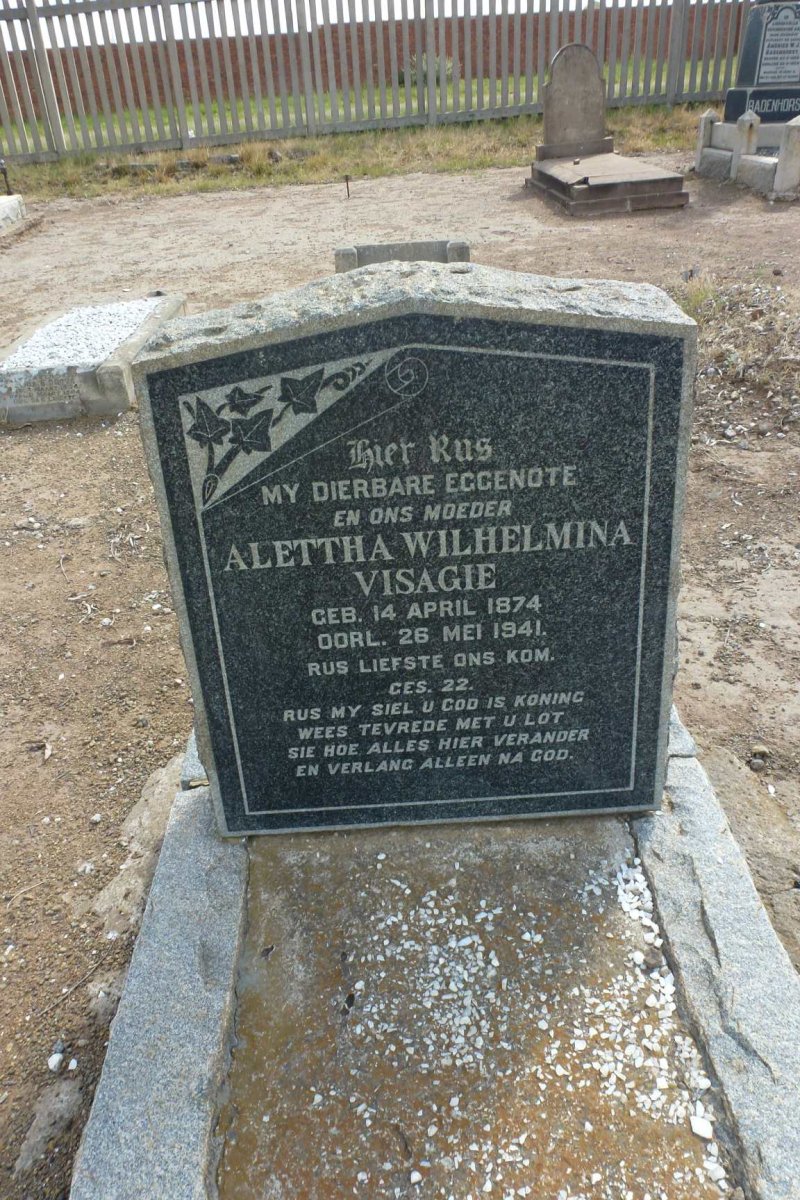 Hier Rus
MY DIERBARE EGGENOTE
EN ONS MOEDER
ALETTHA WILHELMINA
VISAGIE
GEB. 14 APRIL 1874
OORL. 26 MEI 1941.
RUS LIEFSTE ONS KOM.
GES. 22.
RUS MY SIEL U GOD IS KONING
WEES TEVREDE MET U LOT
SIE HOE ALLES HIER VERANDER
EN VERLANG ALLEEN NA GOD.
BADENHORS